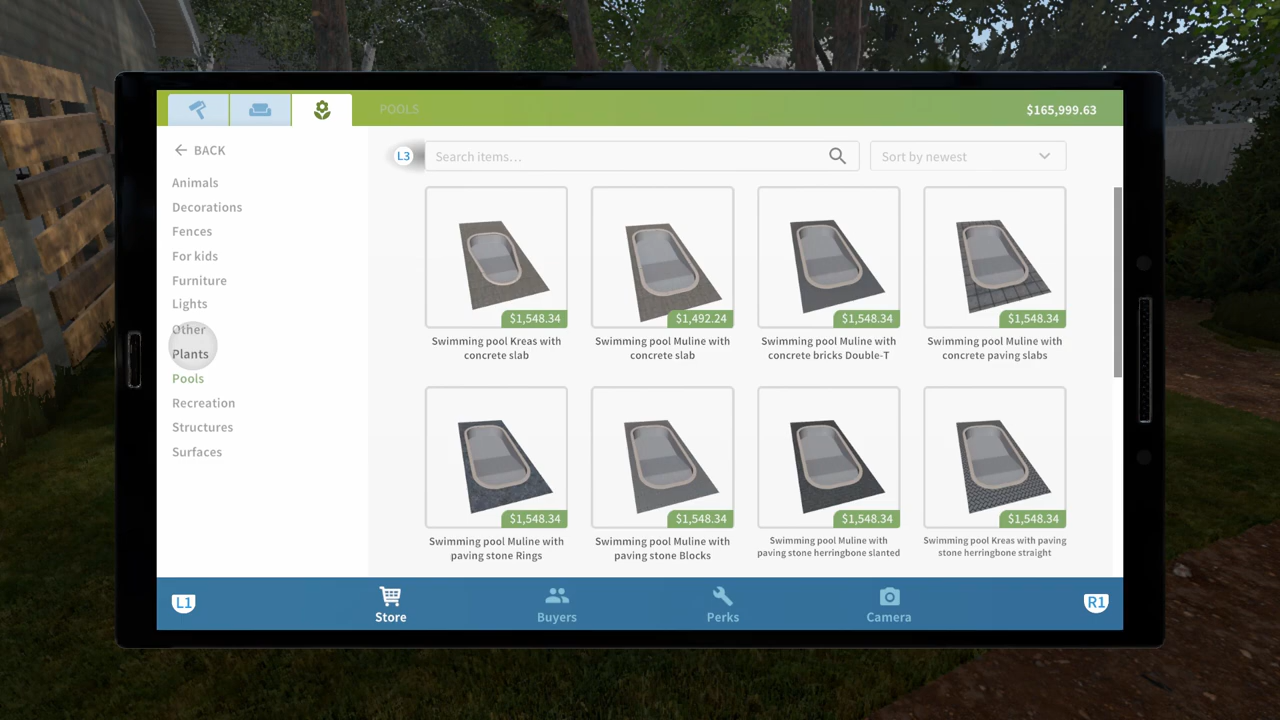 POOLS
$165,999.63
BACK
Animals
Decorations
Fences
For kids
Furniture
Lights
Other
Plants
Pools
Recreation
Structures
Surfaces
L3
Search items...
Sort by newest
$1,548.34
Swimming pool Kreas with
concrete slab
$1,492.24
Swimming pool Muline with
concrete slab
$1,548.34
Swimming pool Muline with
concrete bricks Double-T
$1,548.34
Swimming pool Muline with
concrete paving slabs
$1,548.34
Swimming pool Muline with
paving stone Rings
$1,548.34
Swimming pool Muline with
paving stone Blocks
$1,548.34
Swimming pool Muline with
paving stone herringbone slanted
$1,548.34
Swimming pool Kreas with paving
stone herringbone straight
L1
Store
Buyers
Perks
Camera
R1